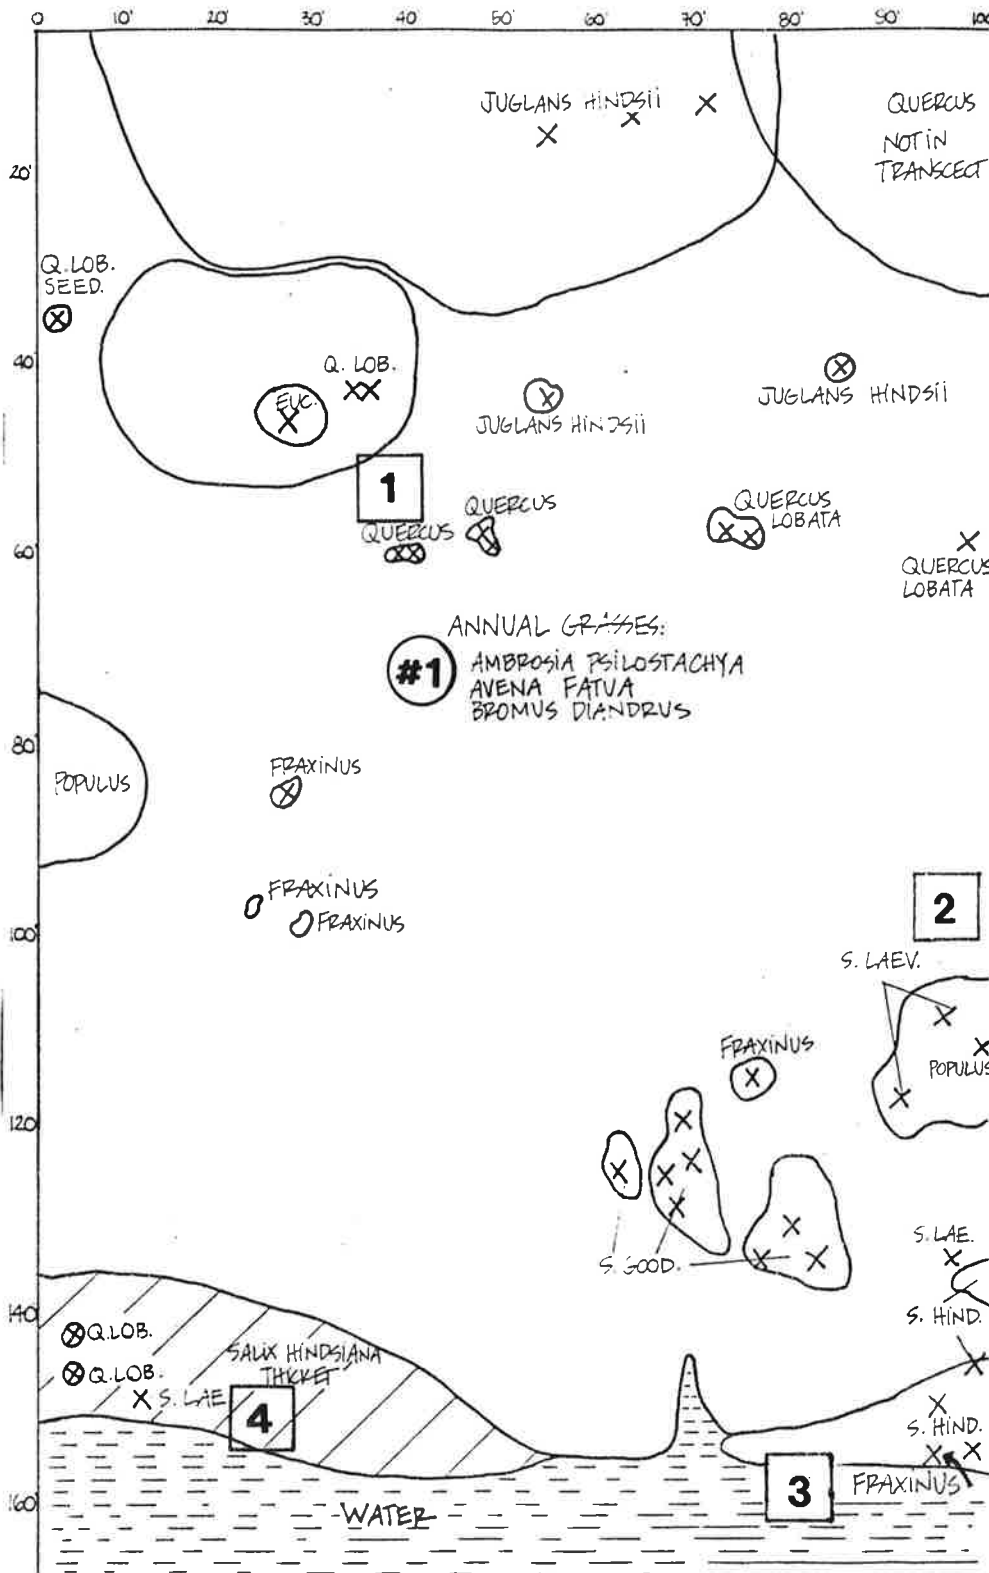 0 10' 20' 30' 40' 50' 60' 70' 80' 90' 100
JUGLANS HINDSII
QUERCUS
NOT IN
TRANSCECT
20'
Q. LOB.
SEED.
40'
Q. LOB.
EUC.
JUGLANS HINDSII
JUGLANS HINDSII
1
QUERCUS
QUERCUS
QUERCUS
LOBATA
60'
QUERCUS
LOBATA
ANNUAL GRASSES:
#1
AMBROSIA PSILOSTACHYA
AVENA FATUA
BROMUS DIANDRUS
80'
POPULUS
FRAXINUS
FRAXINUS
FRAXINUS
2
100'
S. LAEV.
FRAXINUS
POPULUS
120'
S. GOOD.
S. LAE.
S. HIND.
140'
Q. LOB.
Q. LOB.
S. LAE
SALIX HINDSIANA
THICKET
4
S. HIND.
3
FRAXINUS
160'
WATER